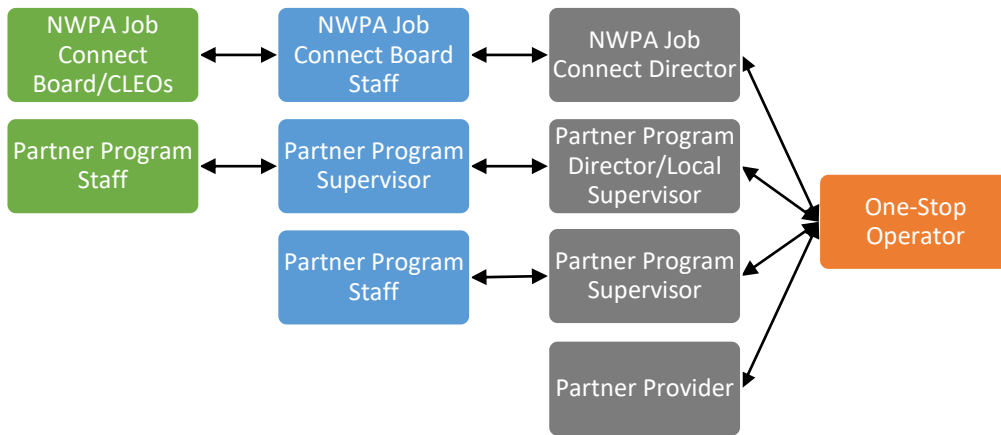 NWPA Job
Connect
Board/CLEOs
NWPA Job
Connect Board
Staff
NWPA Job
Connect Director
Partner Program
Staff
Partner Program
Supervisor
Partner Program
Director/Local
Supervisor
One-Stop
Operator
Partner Program
Staff
Partner Program
Supervisor
Partner Provider